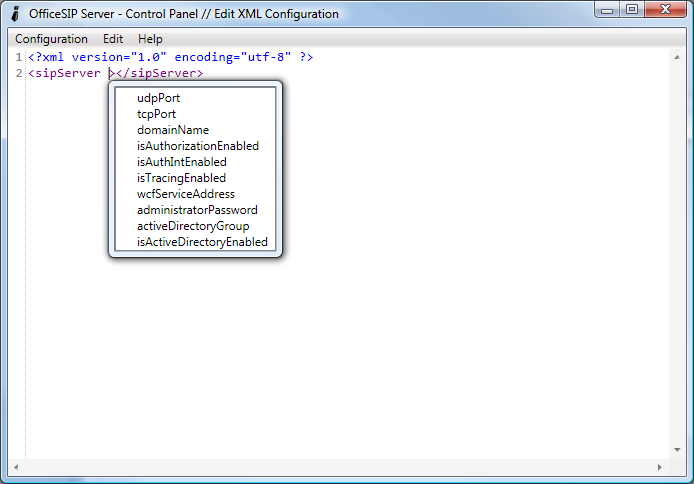 OfficeSIP Server - Control Panel // Edit XML Configuration
Configuration Edit Help
1 <?xml version="1.0" encoding="utf-8" ?>
2 <sipServer ></sipServer>
udpPort
tcpPort
domainName
isAuthorizationEnabled
isAuthIntEnabled
isTracingEnabled
wcfServiceAddress
administratorPassword
activeDirectoryGroup
isActiveDirectoryEnabled